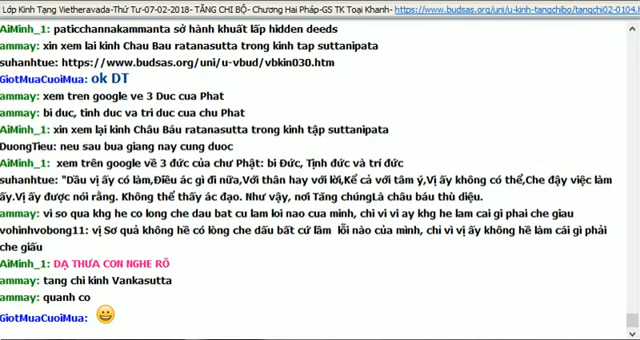 Lớp Kinh Tạng Vietheravada-Thứ Tư-07-02-2018- TĂNG CHI BỘ- Chương Hai Pháp-GS TK Toại Khanh- https://www.budsas.org/uni/u-kinh-tangchibo/tangchi02-0104.h
AiMinh_1: paticchannakammanta sở hành khuất lấp hidden deeds
ammay: xin xem lai kinh Chau Bau ratanasutta trong kinh tap suttanipata
suhanhtue: https://www.budsas.org/uni/u-vbud/vbkin030.htm
GiotMuaCuoiMua: ok DT
ammay: xem tren google ve 3 Duc cua Phat
ammay: bi duc, tinh duc va tri duc cua chu Phat
AiMinh_1: xin xem lại kinh Châu Báu ratanasutta trong kinh tập suttanipata
DuongTieu: neu sau bua giang nay cung duoc
AiMinh_1: xem trên google về 3 đức của chư Phật: bi Đức, Tịnh đức và trí đức
suhanhtue: "Dầu vị ấy có làm,Điều ác gì đi nữa,Với thân hay với lời,Kể cả với tâm ý,Vị ấy không có thể,Che đậy việc làm
ấy.Vị ấy được nói rằng. Không thể thấy ác đạo. Như vậy, nơi Tăng chúngLà châu báu thù diệu.
ammay: vi so qua khg he co long che dau bat cu lam loi nao cua minh, chi vi vi ay khg he lam cai gi phai che giau
vohinhvobong11: vị Sơ quả không hề có lòng che dấu bất cứ lầm lỗi nào của mình, chỉ vì vị ấy không hề làm cái gì phải
che giấu
AiMinh_1: DẠ THƯA CON NGHE RÕ
ammay: tang chi kinh Vankasutta
ammay: quanh co
GiotMuaCuoiMua: